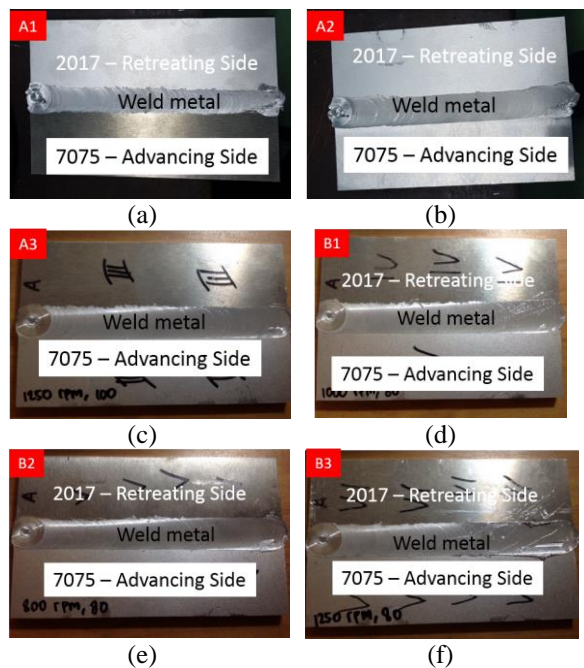 A1
2017 – Retreating Side
Weld metal
7075 – Advancing Side
(a)
A2
2017 – Retreating Side
Weld metal
7075 – Advancing Side
(b)
A3
A III
Weld metal
7075 – Advancing Side
1250 rpm, 100
(c)
B1
A
2017 – Retreating Side
Weld metal
7075 – Advancing Side
(d)
B2
A
2017 – Retreating Side
Weld metal
7075 – Advancing Side
800 rpm, 80
(e)
B3
A
2017 – Retreating Side
Weld metal
7075 – Advancing Side
1250 rpm, 80
(f)